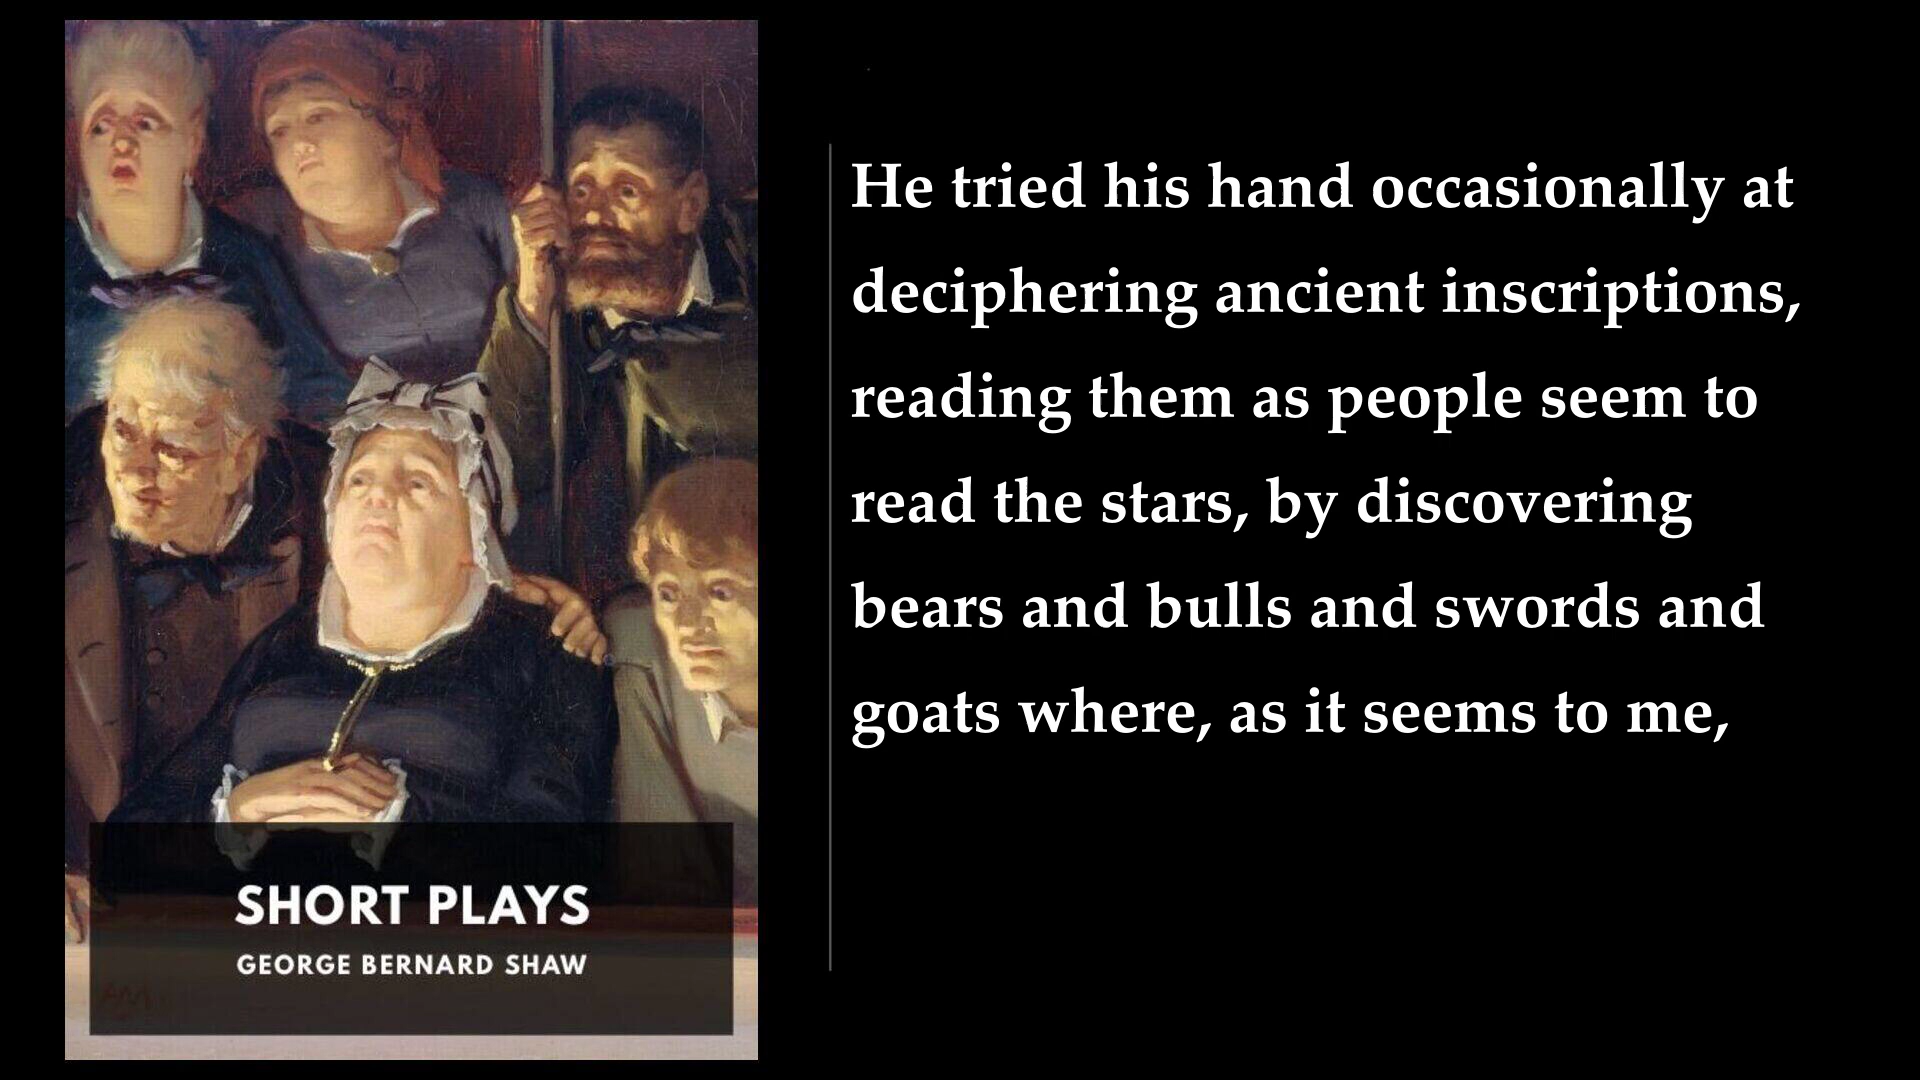 SHORT PLAYS
GEORGE BERNARD SHAW
He tried his hand occasionally at
deciphering ancient inscriptions,
reading them as people seem to
read the stars, by discovering
bears and bulls and swords and
goats where, as it seems to me,